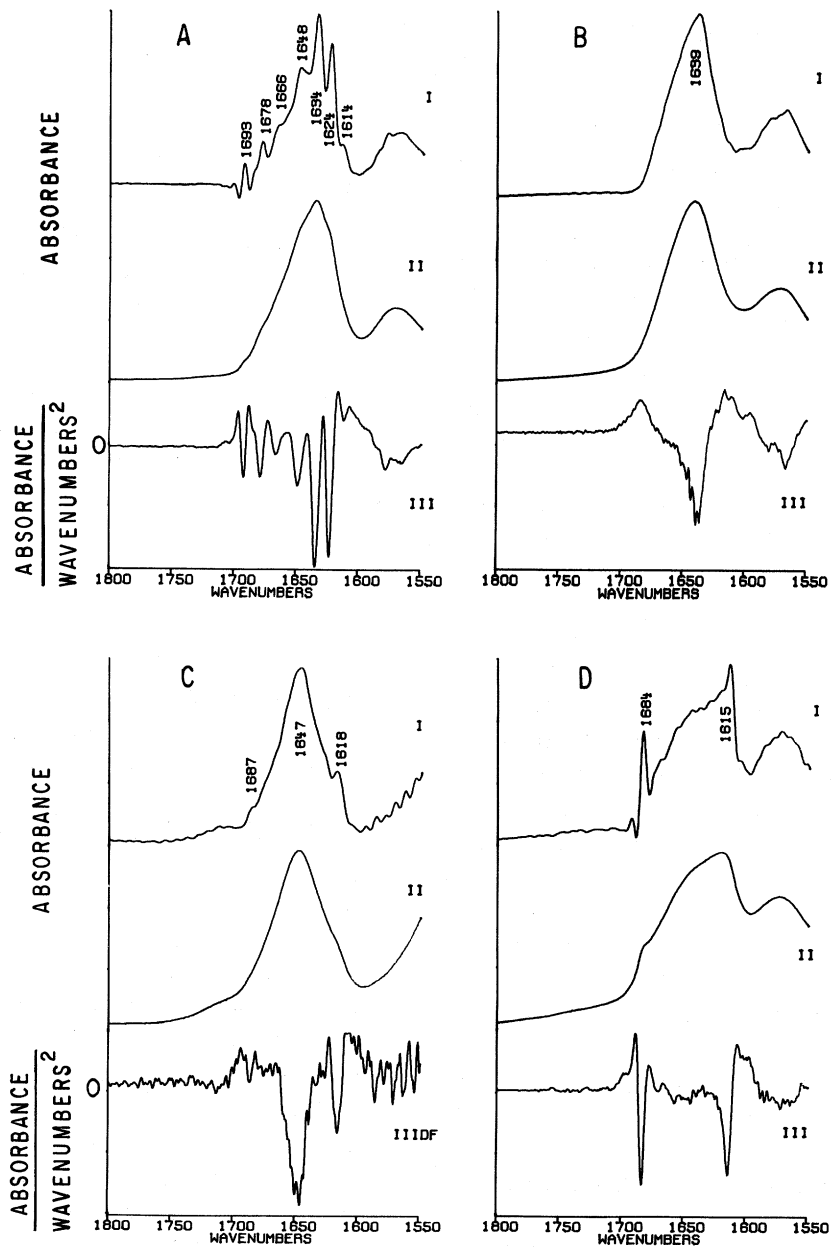 A
1693
1678
1666
1648
1634
1624
1614
I
II
III
ABSORBANCE
ABSORBANCE
WAVENUMBERS²
0
1800 1750 1700 1650 1600 1550
WAVENUMBERS
B
1639
I
II
III
1800 1700 1650 1600 1550
WAVENUMBERS
C
1687
1647
1618
I
II
IIIDF
ABSORBANCE
ABSORBANCE
WAVENUMBERS²
0
1800 1750 1700 1650 1600 1550
WAVENUMBERS
D
1684
1615
I
II
III
1800 1750 1700 1650 1600 1550
WAVENUMBERS